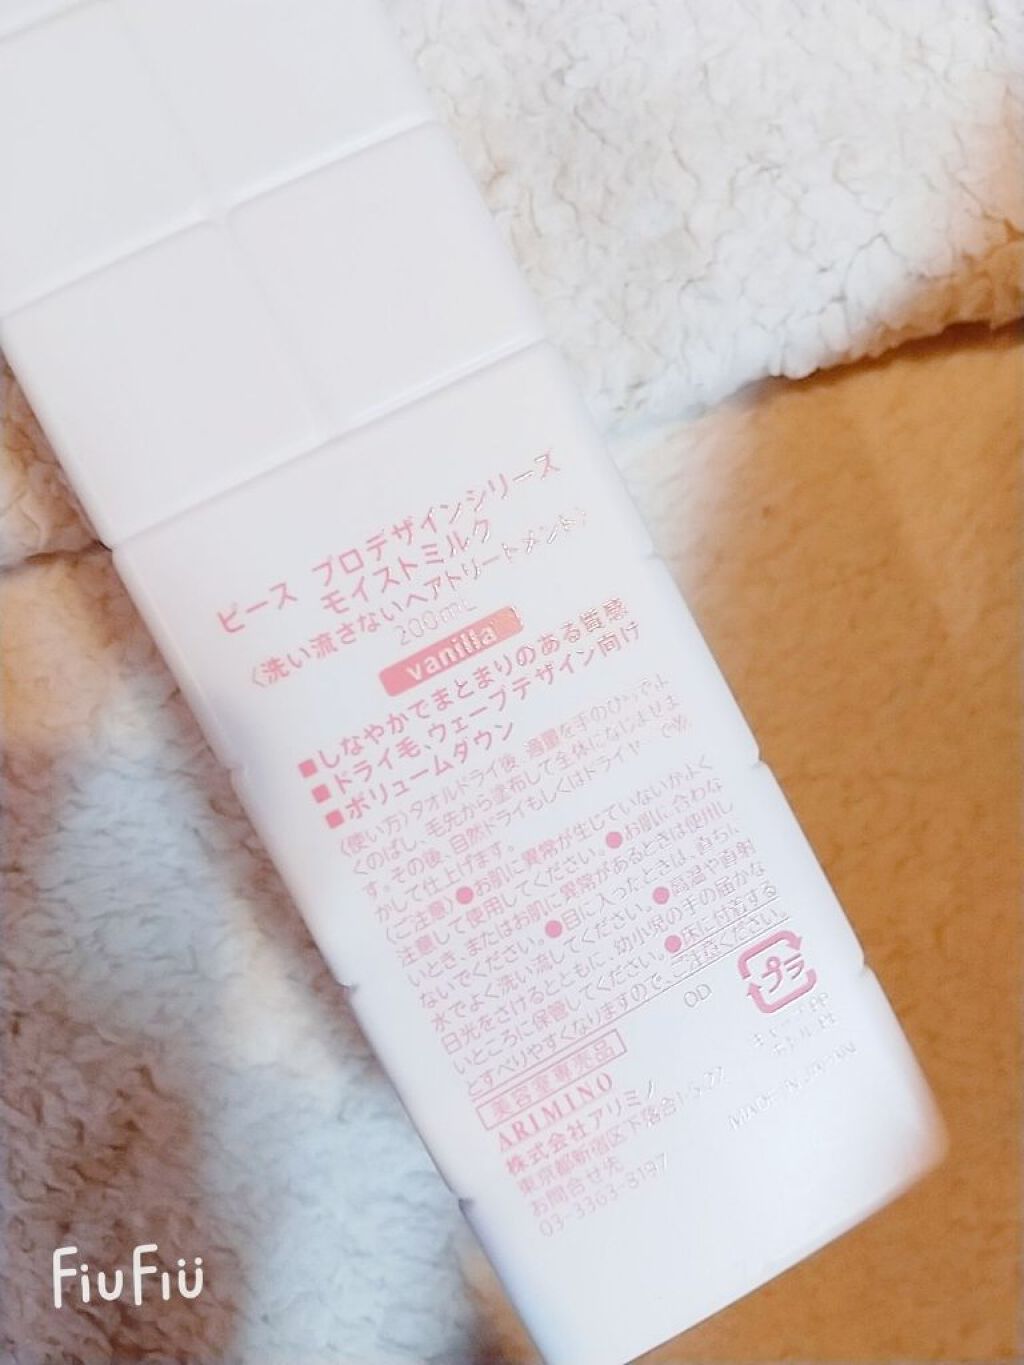 ピース プロデザインシリーズ
モイストミルク
〈洗い流さないヘアトリートメント〉
200mL
vanilla
■しなやかでまとまりのある質感
■ドライ毛、ウェーブデザイン向け
■ボリュームダウン
〈使い方〉タオルドライ後、適量を手のひらでよ
くのばし、毛先から塗布して全体になじませま
す。その後、自然ドライもしくはドライヤーで乾
かして仕上げます。
〈ご注意〉●お肌に異常が生じていないかよく
注意して使用してください。●お肌に合わな
いとき、またはお肌に異常があるときは使用し
ないでください。●目に入ったときは、直ちに
水でよく洗い流してください。●高温や直射
日光をさけるとともに、幼小児の手の届かな
いところに保管してください。●床に付着する
とすべりやすくなりますので、ご注意ください。
OD
プラ
美容室専売品
ARIMINO
株式会社アリミノ
東京都新宿区下落合1-5-22
お問合せ先
03-3363-8197
MADE IN JAPAN
FiuFiü